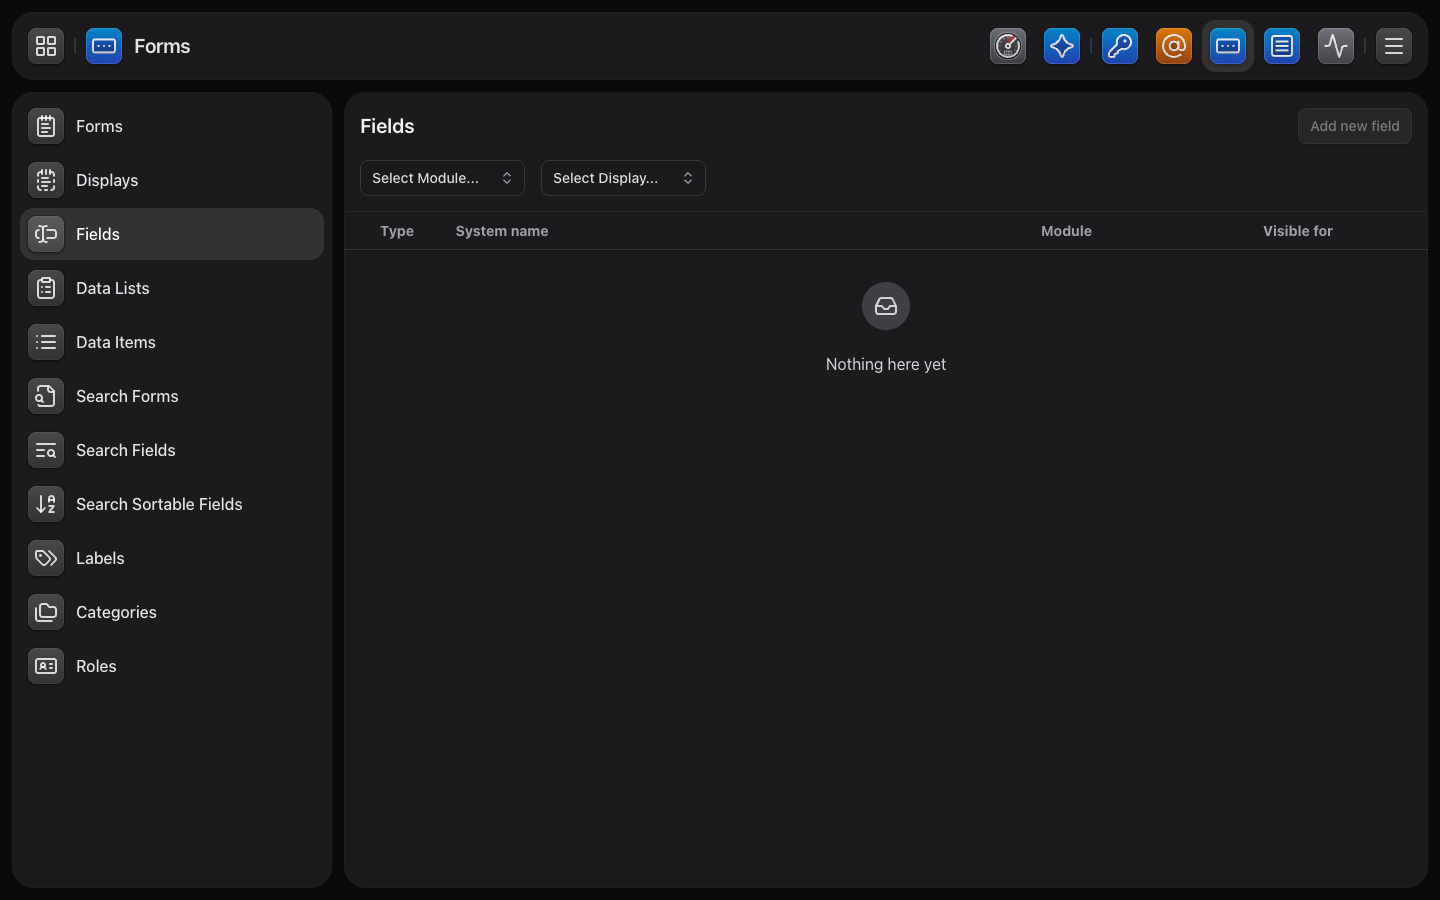 Forms
Forms
Displays
Fields
Data Lists
Data Items
Search Forms
Search Fields
Search Sortable Fields
Labels
Categories
Roles
Fields
Add new field
Select Module...
Select Display...
Type
System name
Module
Visible for
Nothing here yet